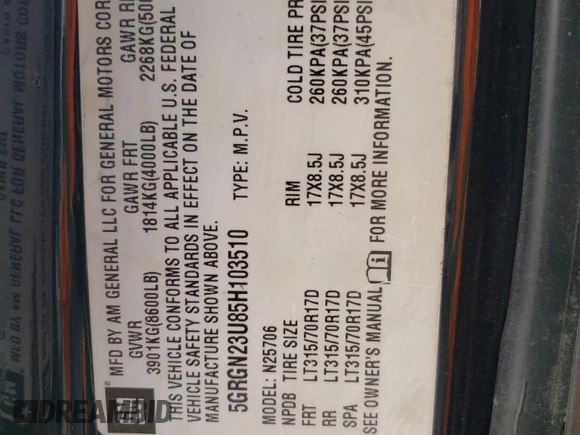 MFD BY AM GENERAL LLC FOR GENERAL MOTORS COR
GVWR GAWR FRT GAWR R
3901KG(8600LB) 1814KG(4000LB) 2268KG(500
THIS VEHICLE CONFORMS TO ALL APPLICABLE U.S. FEDERAL
VEHICLE SAFETY STANDARDS IN EFFECT ON THE DATE OF
MANUFACTURE SHOWN ABOVE.
5GRGN23U85H103510 TYPE: M.P.V.
MODEL: N25706
NPDB TIRE SIZE RIM COLD TIRE PR
FRT LT315/70R17D 17X8.5J 260KPA(37PSI
RR LT315/70R17D 17X8.5J 260KPA(37PSI
SPA LT315/70R17D 17X8.5J 310KPA(45PSI
SEE OWNER'S MANUAL FOR MORE INFORMATION.
DREAMBID